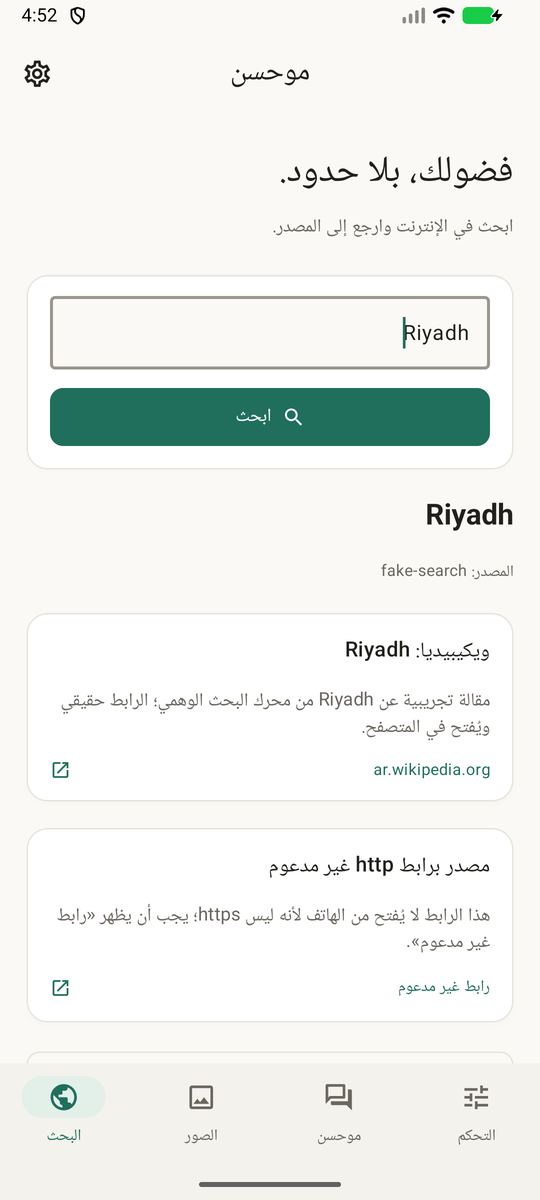 4:52
موحسن
فضولك، بلا حدود.
ابحث في الإنترنت وارجع إلى المصدر.
Riyadh
ابحث
Riyadh
المصدر: fake-search
ويكيبيديا: Riyadh
مقالة تجريبية عن Riyadh من محرك البحث الوهمي؛ الرابط حقيقي
ويُفتح في المتصفح.
ar.wikipedia.org
مصدر برابط http غير مدعوم
هذا الرابط لا يُفتح من الهاتف لأنه ليس https؛ يجب أن يظهر «رابط
غير مدعوم».
رابط غير مدعوم
التحكم
موحسن
الصور
البحث